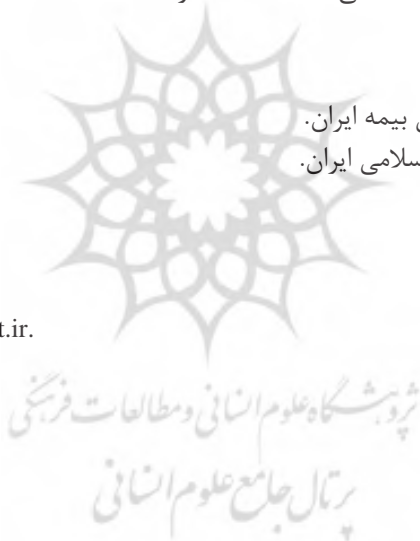 بیمه ایران.
سلامی ایران.
t.ir.
پژوهشگاه علوم انسانی و مطالعات فرهنگی
پرتال جامع علوم انسانی